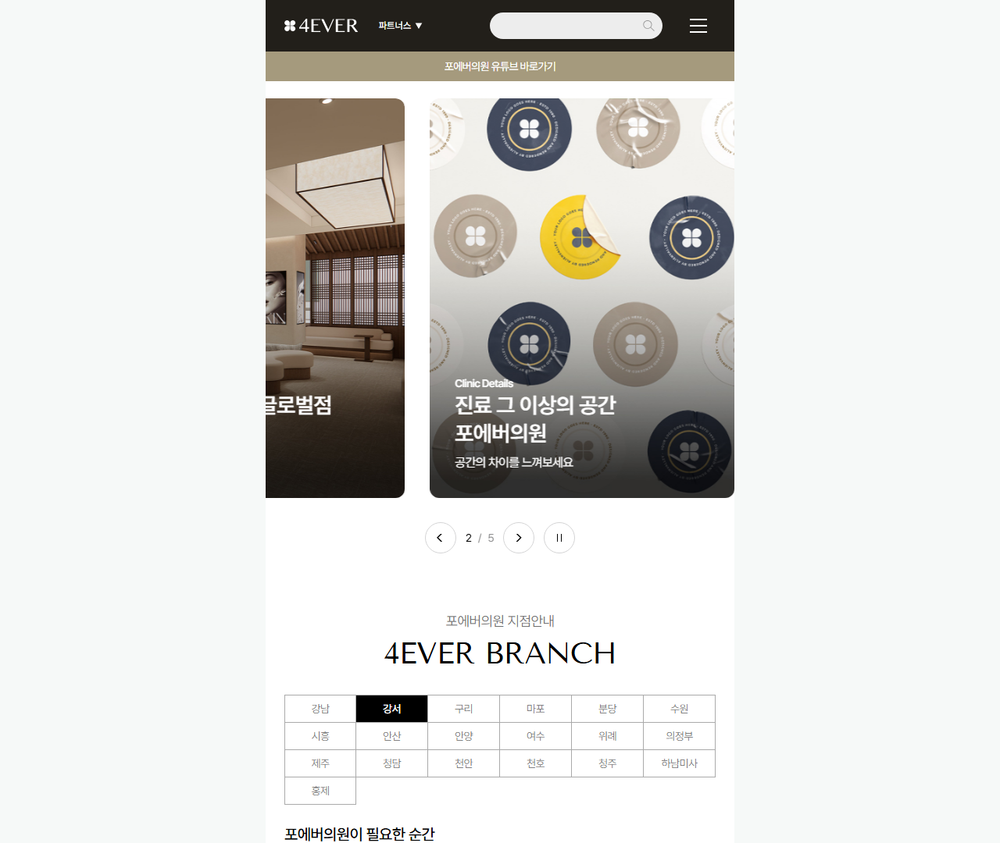 4EVER
파트너스 ▼
포에버의원 유튜브 바로가기
글로벌점
Clinic Details
진료 그 이상의 공간
포에버의원
공간의 차이를 느껴보세요
2 / 5
포에버의원 지점안내
4EVER BRANCH
강남 강서 구리 마포 분당 수원
시흥 안산 안양 여수 위례 의정부
제주 청담 천안 천호 청주 하남미사
홍제
포에버의원이 필요한 순간